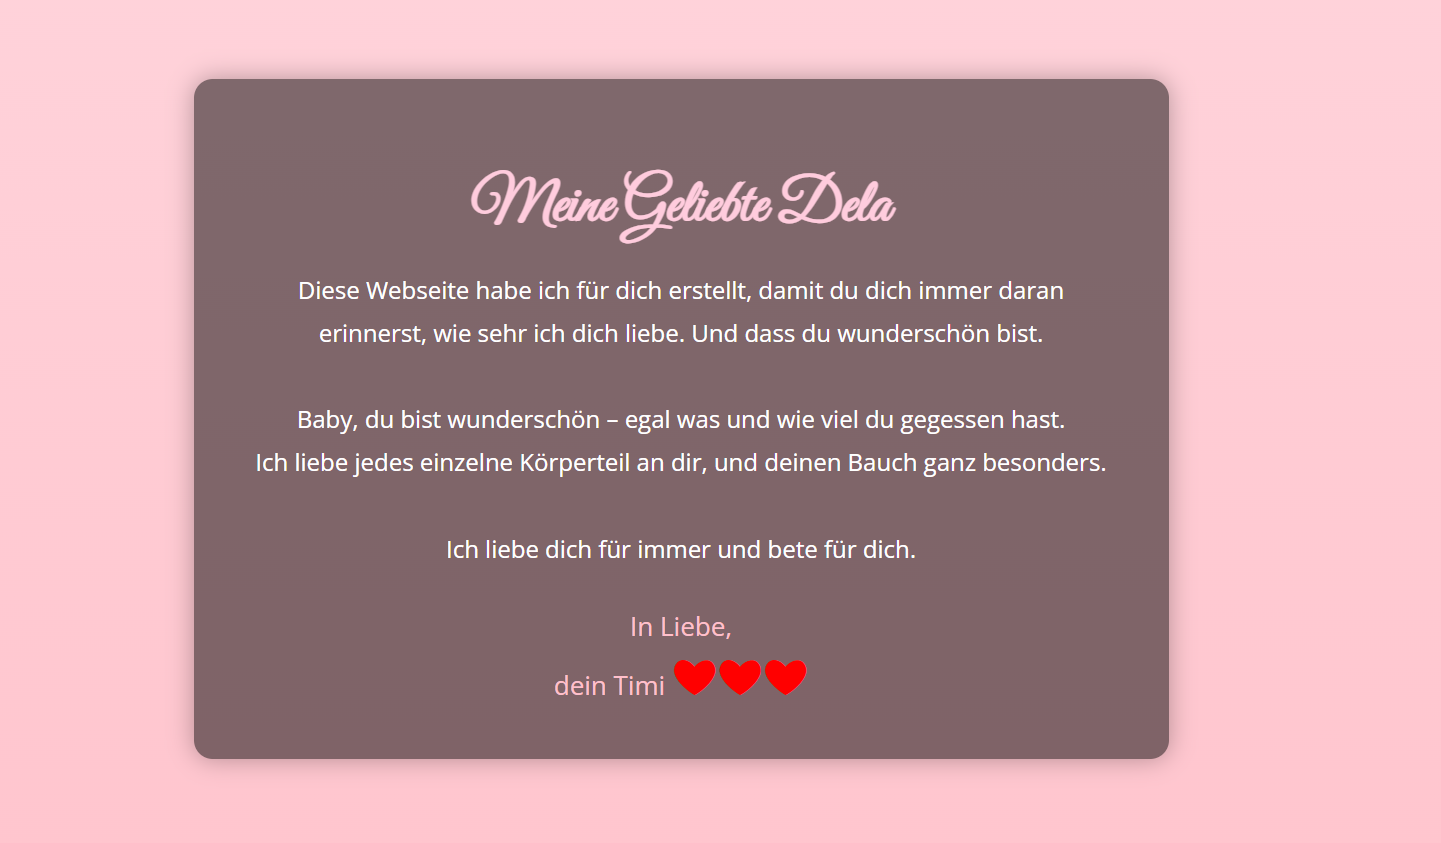 Meine Geliebte Dela
Diese Webseite habe ich für dich erstellt, damit du dich immer daran
erinnerst, wie sehr ich dich liebe. Und dass du wunderschön bist.
Baby, du bist wunderschön – egal was und wie viel du gegessen hast.
Ich liebe jedes einzelne Körperteil an dir, und deinen Bauch ganz besonders.
Ich liebe dich für immer und bete für dich.
In Liebe,
dein Timi